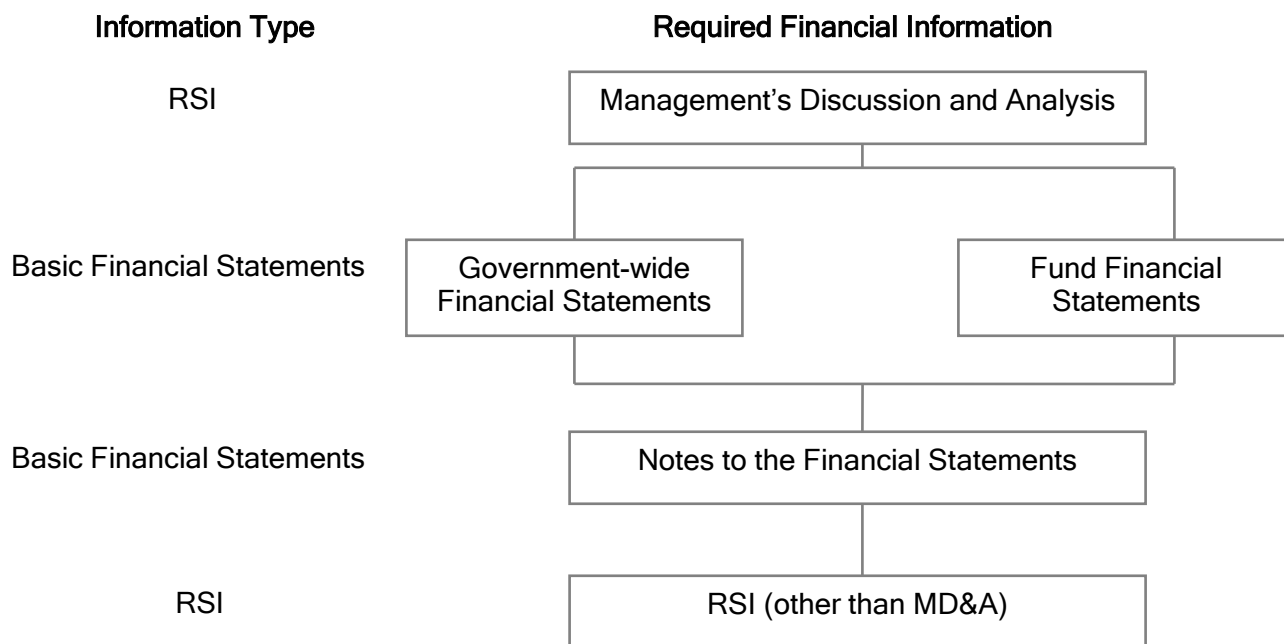 Information Type
Required Financial Information
RSI
Management’s Discussion and Analysis
Basic Financial Statements
Government-wide
Financial Statements
Fund Financial
Statements
Basic Financial Statements
Notes to the Financial Statements
RSI
RSI (other than MD&A)